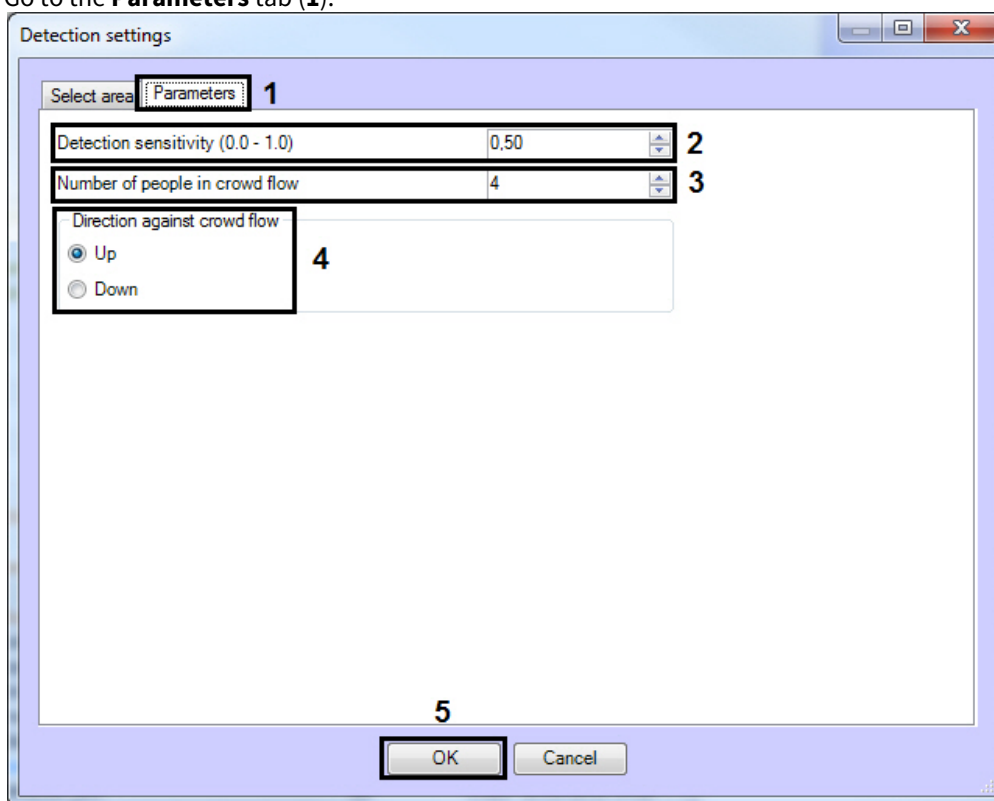 Go to the Parameters tab (1).
Detection settings
Select area Parameters 1
Detection sensitivity (0.0 - 1.0) 0,50 2
Number of people in crowd flow 4 3
Direction against crowd flow
Up
4
Down
5
OK Cancel